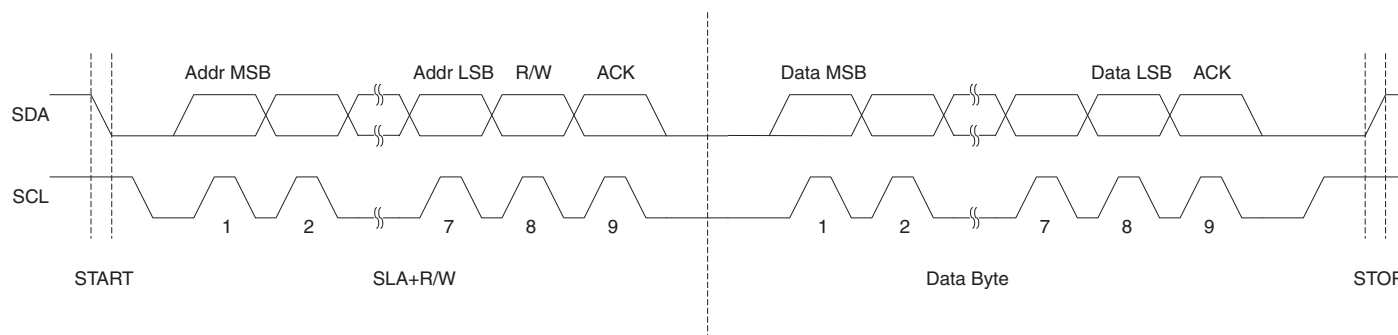 Addr MSB Addr LSB R/W ACK Data MSB Data LSB ACK
SDA
SCL
1 2 7 8 9 1 2 7 8 9
START SLA+R/W Data Byte STOP